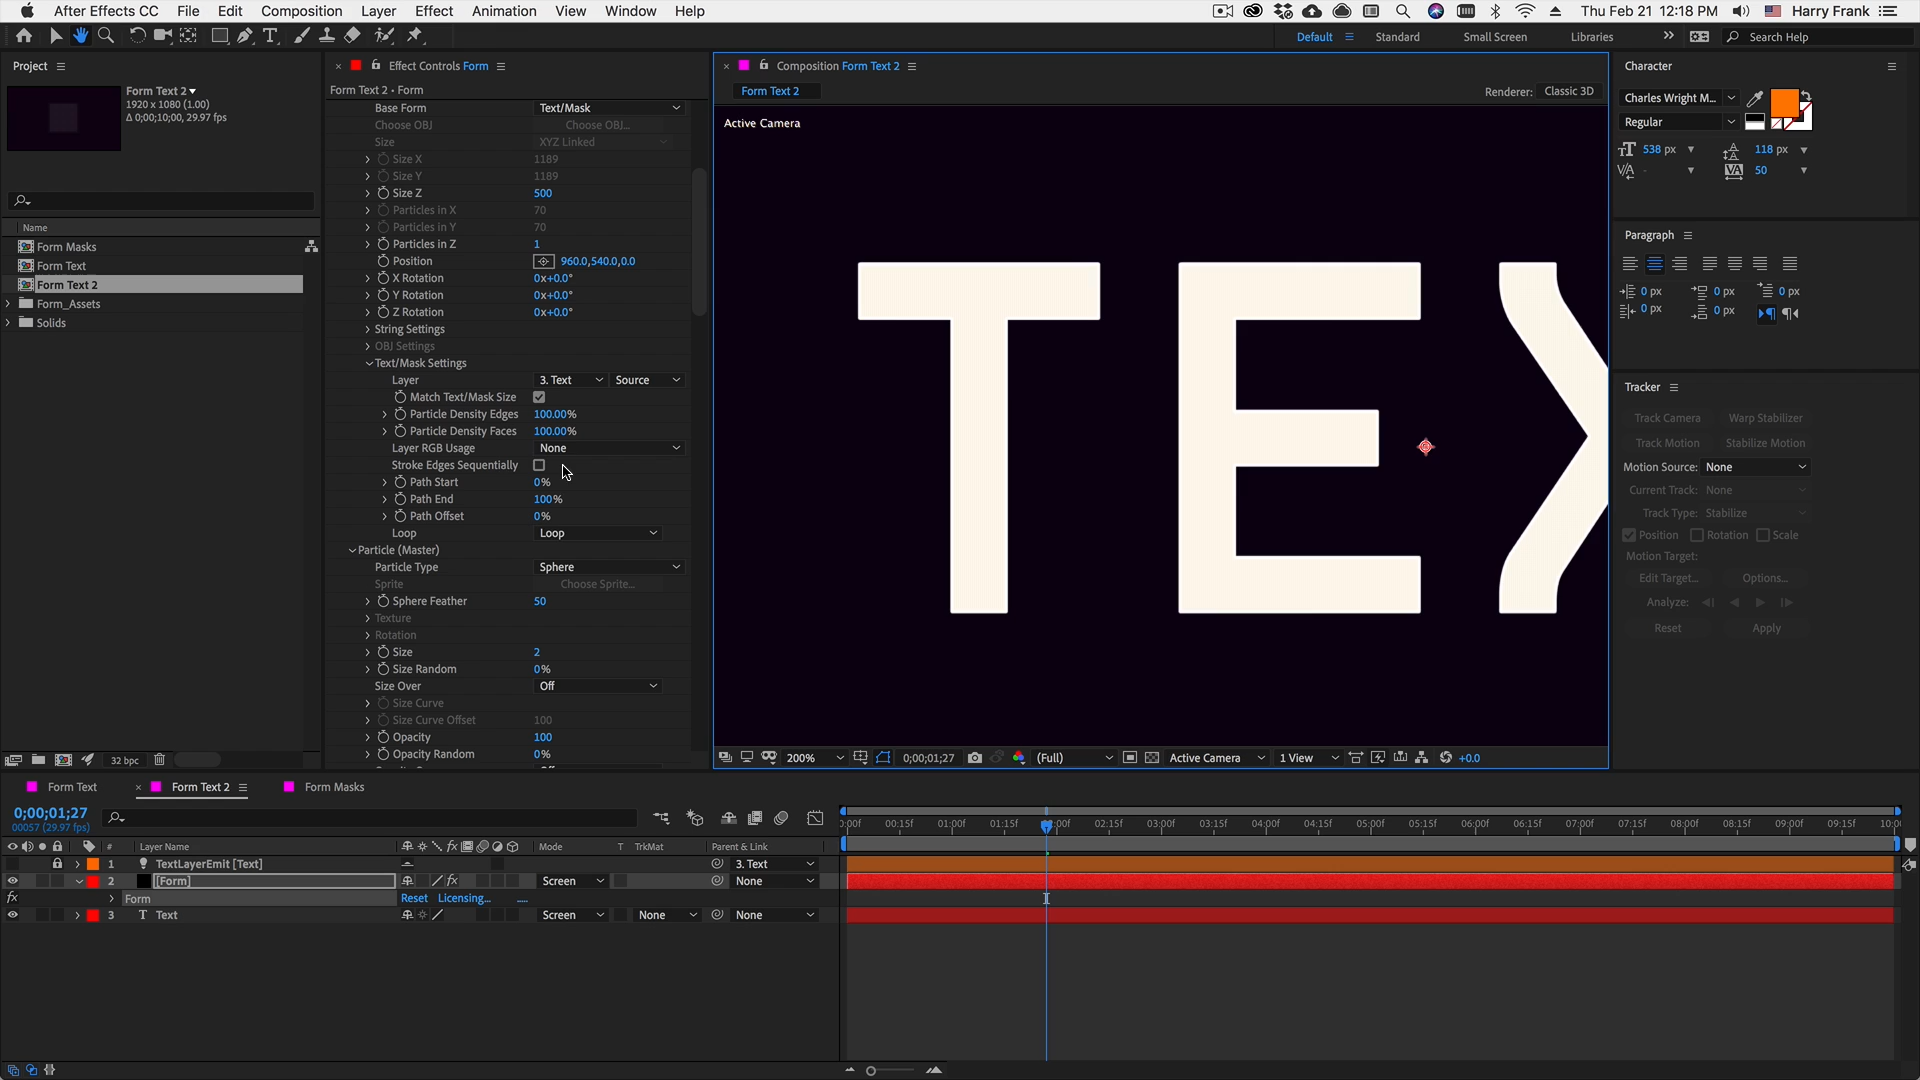 After Effects CC File Edit Composition Layer Effect Animation View Window Help Thu Feb 21 12:18 PM Harry Frank
Default Standard Small Screen Libraries Search Help
Project
Form Text 2
1920 x 1080 (1.00)
Δ 0;00;10;00, 29.97 fps
Name
Form Masks
Form Text
Form Text 2
Form_Assets
Solids
32 bpc
Effect Controls Form
Form Text 2 • Form
Base Form Text/Mask
Choose OBJ Choose OBJ...
Size XYZ Linked
Size X 1189
Size Y 1189
Size Z 500
Particles in X 70
Particles in Y 70
Particles in Z 1
Position 960.0,540.0,0.0
X Rotation 0x+0.0°
Y Rotation 0x+0.0°
Z Rotation 0x+0.0°
String Settings
OBJ Settings
Text/Mask Settings
Layer 3. Text Source
Match Text/Mask Size
Particle Density Edges 100.00%
Particle Density Faces 100.00%
Layer RGB Usage None
Stroke Edges Sequentially
Path Start 0%
Path End 100%
Path Offset 0%
Loop Loop
Particle (Master)
Particle Type Sphere
Sprite Choose Sprite...
Sphere Feather 50
Texture
Rotation
Size 2
Size Random 0%
Size Over Off
Size Curve
Size Curve Offset 100
Opacity 100
Opacity Random 0%
Composition Form Text 2
Form Text 2 Renderer: Classic 3D
Active Camera
TEX
200% 0;00;01;27 (Full) Active Camera 1 View +0.0
Character
Charles Wright M...
Regular
538 px 118 px
- 50
Paragraph
0 px 0 px 0 px
0 px 0 px
Tracker
Track Camera Warp Stabilizer
Track Motion Stabilize Motion
Motion Source: None
Current Track: None
Track Type: Stabilize
Position Rotation Scale
Motion Target:
Edit Target... Options...
Analyze:
Reset Apply
Form Text Form Text 2 Form Masks
0;00;01;27
00057 (29.97 fps)
# Layer Name Mode T TrkMat Parent & Link
1 TextLayerEmit [Text] 3. Text
2 [Form] Screen None
fx Form Reset Licensing... ....
3 T Text Screen None None
0:00f 00:15f 01:00f 01:15f 02:00f 02:15f 03:00f 03:15f 04:00f 04:15f 05:00f 05:15f 06:00f 06:15f 07:00f 07:15f 08:00f 08:15f 09:00f 09:15f 10:0